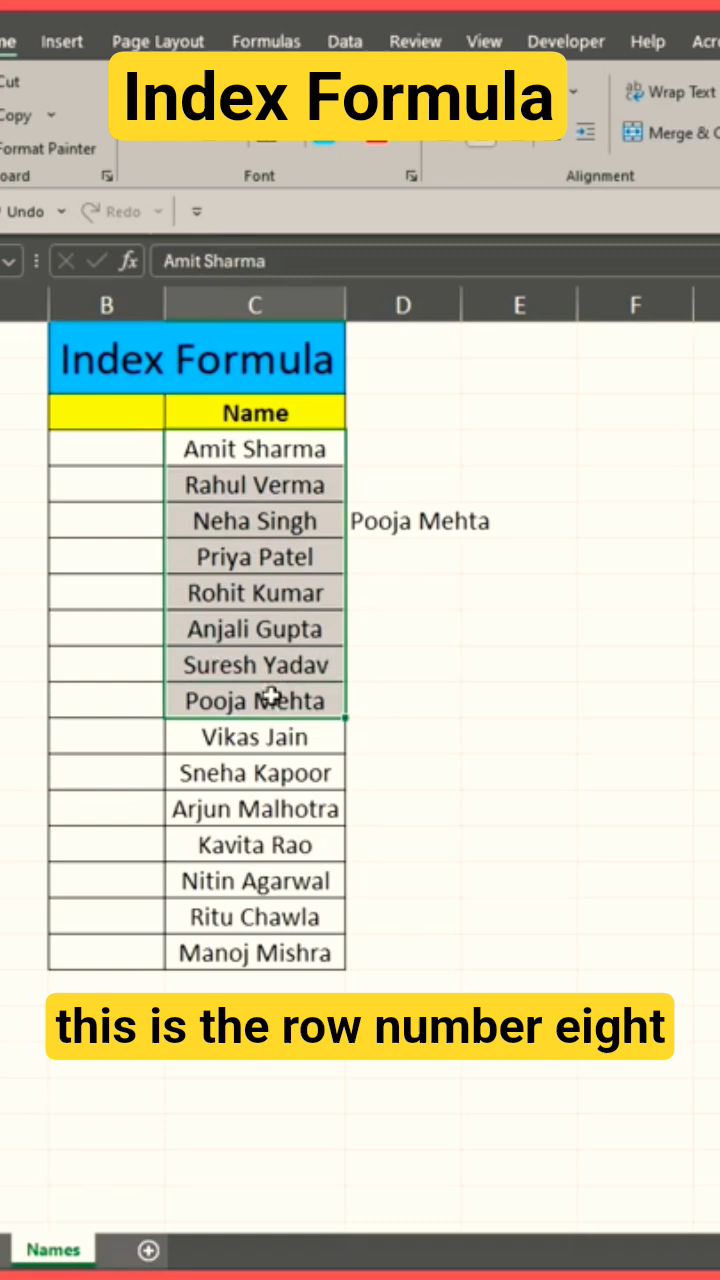 me Insert Page Layout Formulas Data Review View Developer Help Acro
Cut
Index Formula
Wrap Text
Copy
Format Painter
Merge & C
oard Font Alignment
Undo Redo
fx Amit Sharma
B C D E F
Index Formula
Name
Amit Sharma
Rahul Verma
Neha Singh Pooja Mehta
Priya Patel
Rohit Kumar
Anjali Gupta
Suresh Yadav
Pooja Mehta
Vikas Jain
Sneha Kapoor
Arjun Malhotra
Kavita Rao
Nitin Agarwal
Ritu Chawla
Manoj Mishra
this is the row number eight
Names